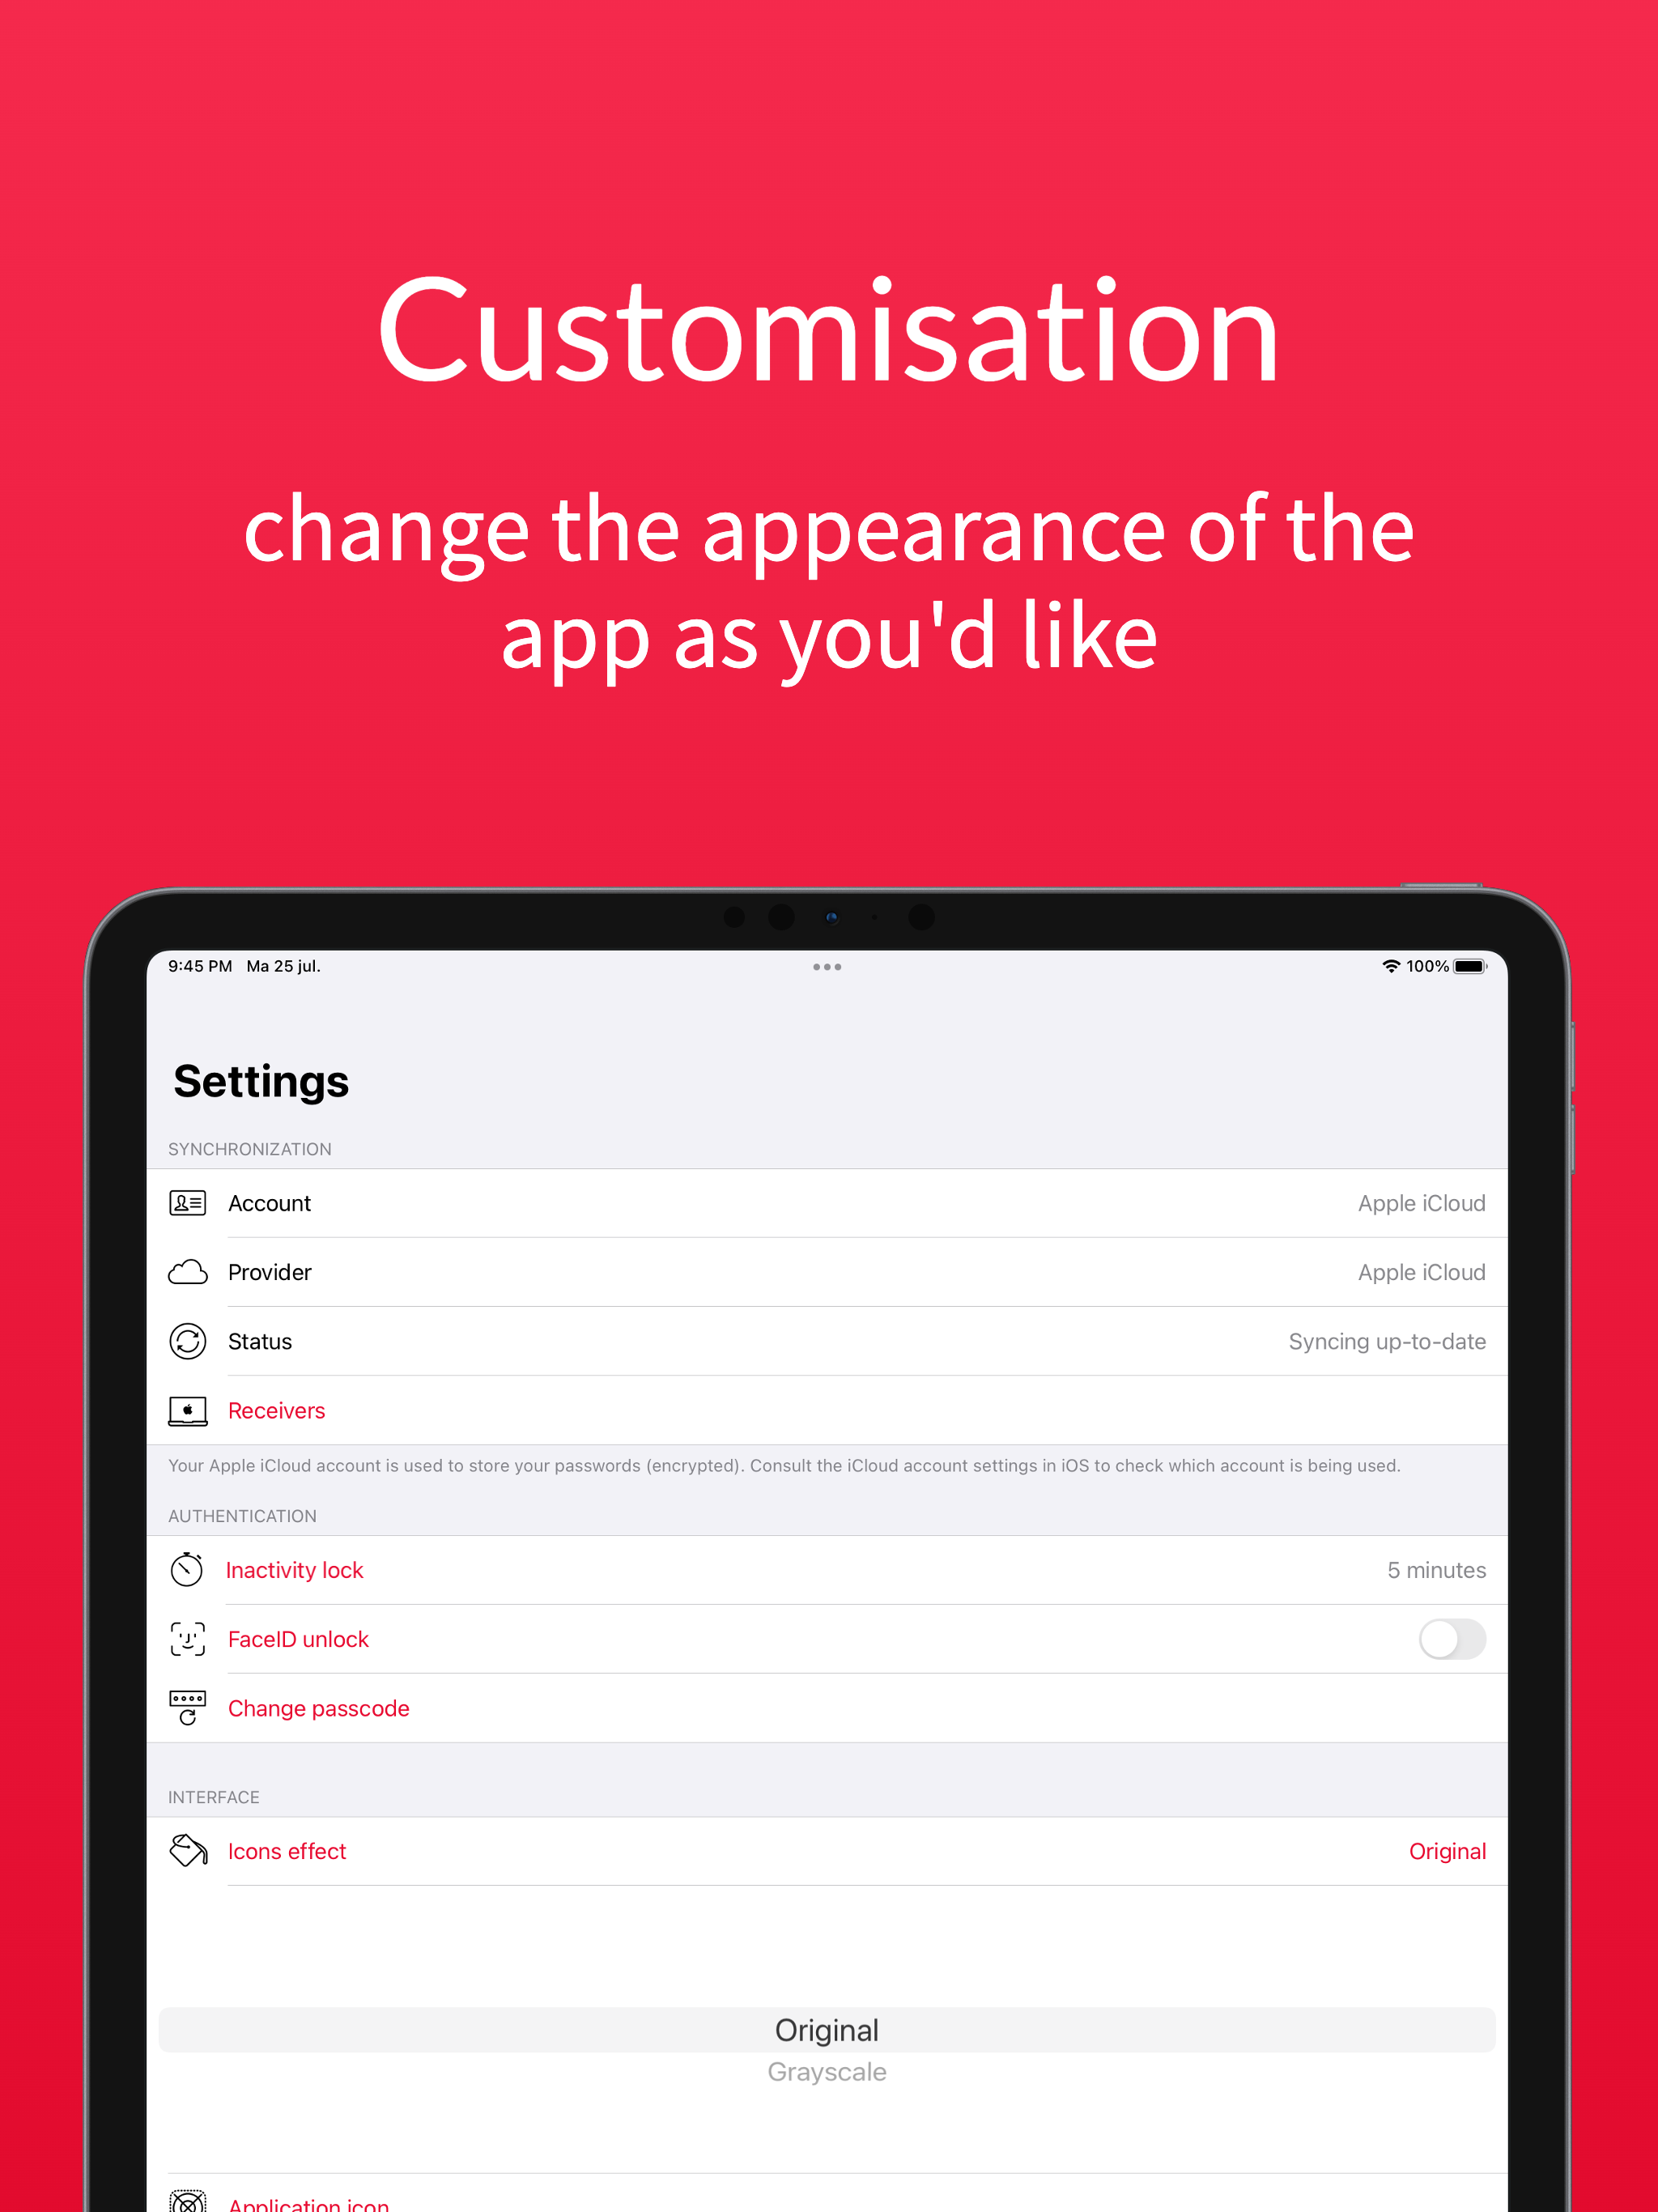 Customisation
change the appearance of the
app as you'd like
9:45 PM Ma 25 jul.
100%
Settings
SYNCHRONIZATION
Account
Apple iCloud
Provider
Apple iCloud
Status
Syncing up-to-date
Receivers
Your Apple iCloud account is used to store your passwords (encrypted). Consult the iCloud account settings in iOS to check which account is being used.
AUTHENTICATION
Inactivity lock
5 minutes
FaceID unlock
Change passcode
INTERFACE
Icons effect
Original
Original
Grayscale
Application icon